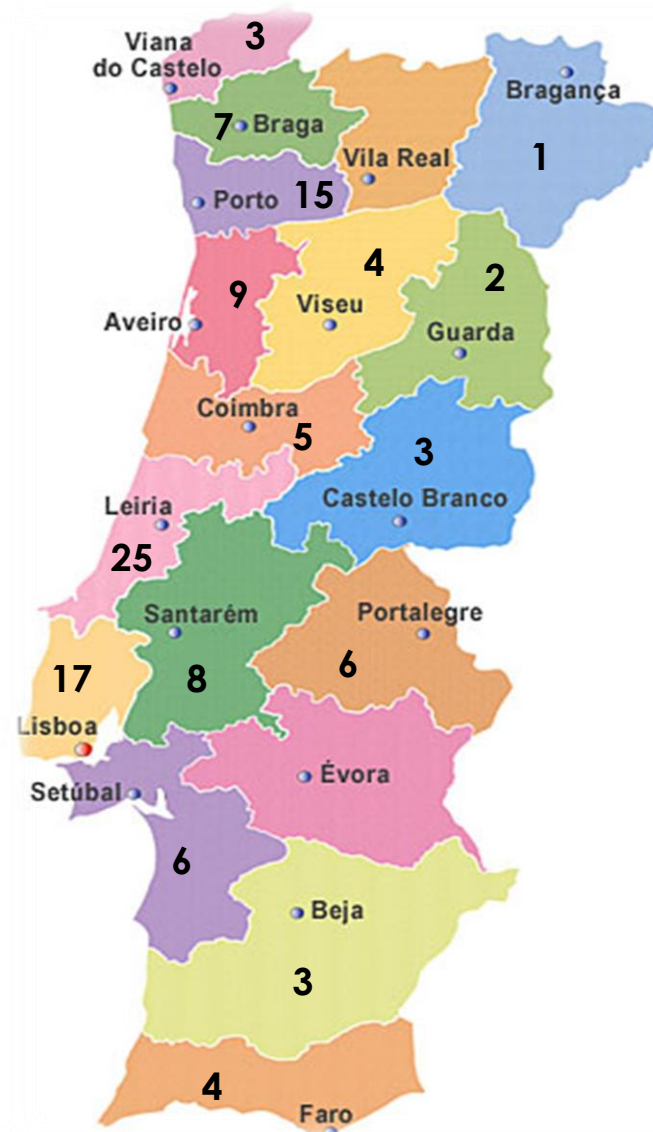 3
Viana
do Castelo
Bragança
7
Braga
Vila Real
1
Porto
15
4
2
9
Viseu
Aveiro
Guarda
Coimbra
5
3
Castelo Branco
Leiria
25
Santarém
Portalegre
17
8
6
Lisboa
Évora
Setúbal
6
Beja
3
4
Faro